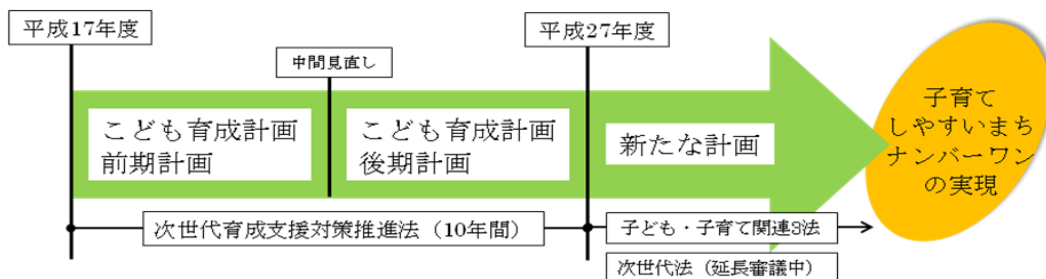 平成17年度
平成27年度
中間見直し
こども育成計画
前期計画
こども育成計画
後期計画
新たな計画
子育て
しやすいまち
ナンバーワン
の実現
次世代育成支援対策推進法（10年間）
子ども・子育て関連3法
次世代法（延長審議中）